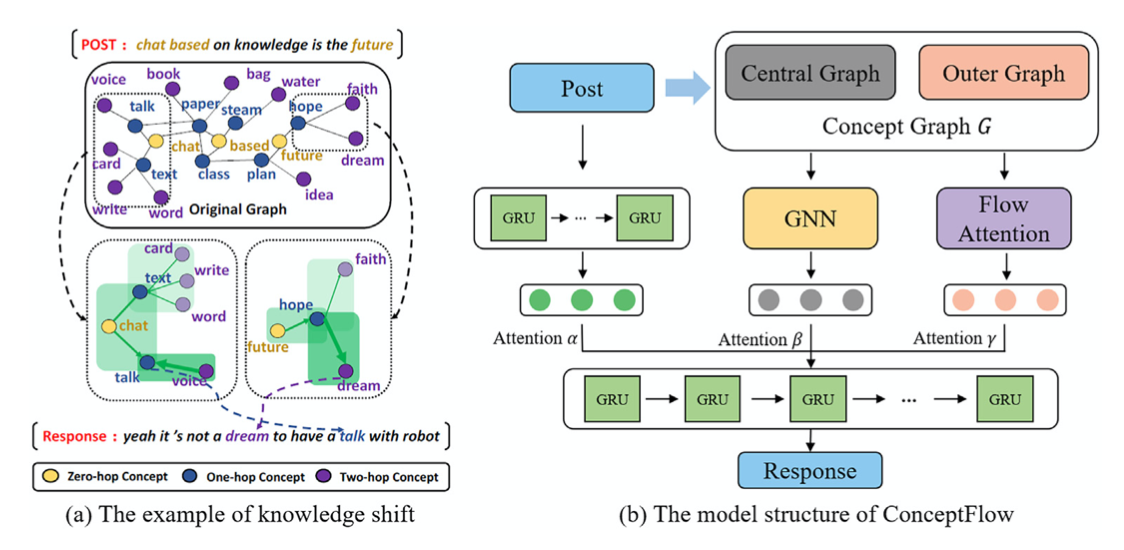 [ POST : chat based on knowledge is the future ]
voice book bag water faith
talk paper steam hope
chat based future
card dream
text class plan
write word Original Graph idea
card
text write
word
chat
talk voice
faith
hope
future
dream
[ Response : yeah it 's not a dream to have a talk with robot ]
Zero-hop Concept One-hop Concept Two-hop Concept
(a) The example of knowledge shift
Post
Central Graph Outer Graph
Concept Graph G
GRU ... GRU
GNN
Flow
Attention
Attention α Attention β Attention γ
GRU GRU GRU ... GRU
Response
(b) The model structure of ConceptFlow